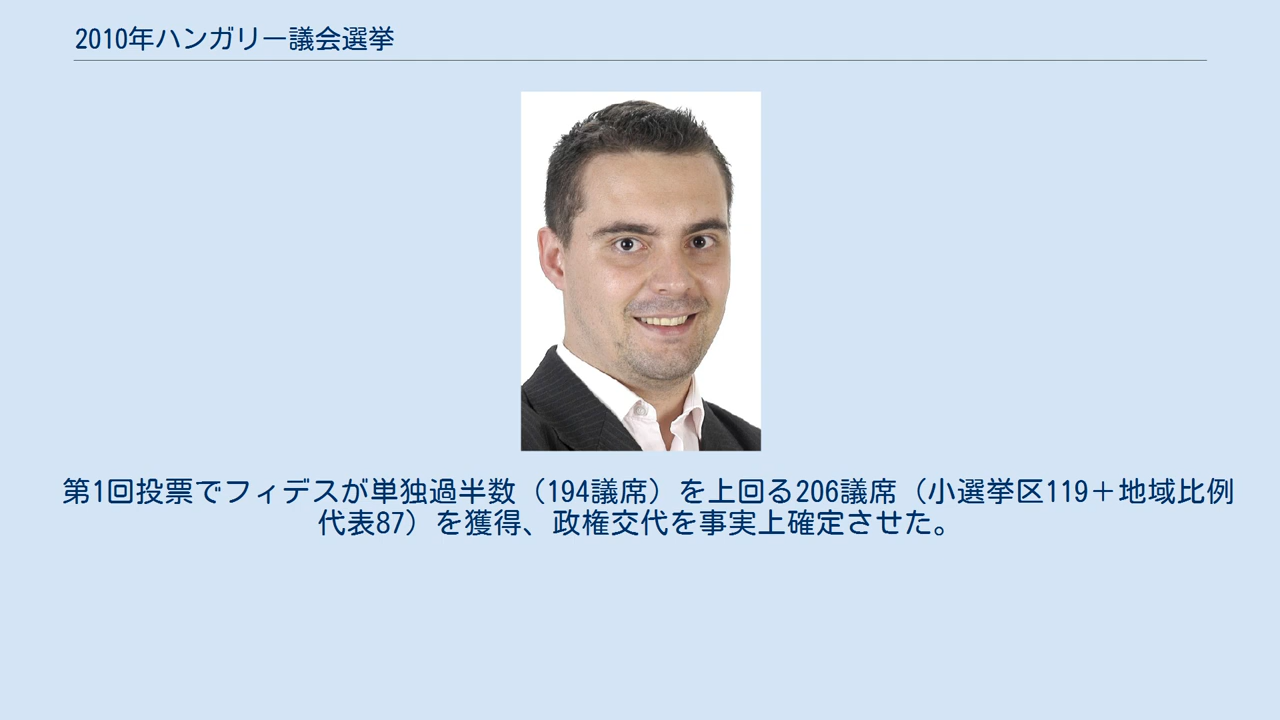 2010年ハンガリー議会選挙
第1回投票でフィデスが単独過半数（194議席）を上回る206議席（小選挙区119＋地域比例
代表87）を獲得、政権交代を事実上確定させた。